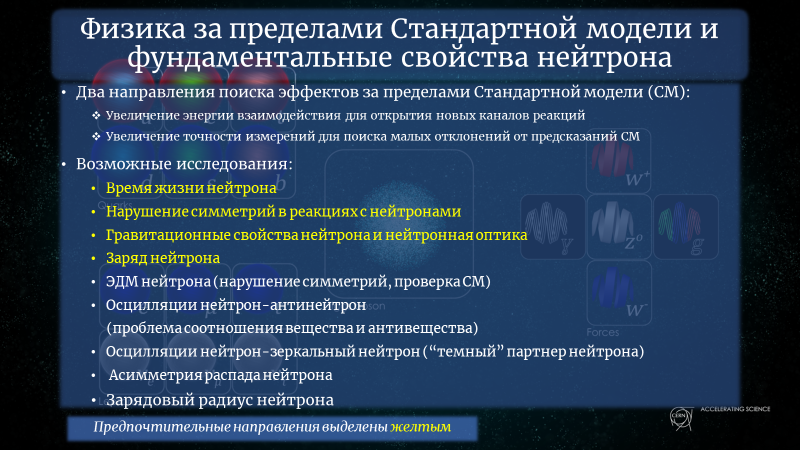 Физика за пределами Стандартной модели и
фундаментальные свойства нейтрона
• Два направления поиска эффектов за пределами Стандартной модели (СМ):
❖ Увеличение энергии взаимодействия для открытия новых каналов реакций
❖ Увеличение точности измерений для поиска малых отклонений от предсказаний СМ
• Возможные исследования:
• Время жизни нейтрона
• Нарушение симметрий в реакциях с нейтронами
• Гравитационные свойства нейтрона и нейтронная оптика
• Заряд нейтрона
• ЭДМ нейтрона (нарушение симметрий, проверка СМ)
• Осцилляции нейтрон-антинейтрон
(проблема соотношения вещества и антивещества)
• Осцилляции нейтрон-зеркальный нейтрон (“темный” партнер нейтрона)
• Асимметрия распада нейтрона
• Зарядовый радиус нейтрона
Предпочтительные направления выделены желтым
d s b
W⁺
γ Z⁰ g
W⁻
Forces
CERN ACCELERATING SCIENCE